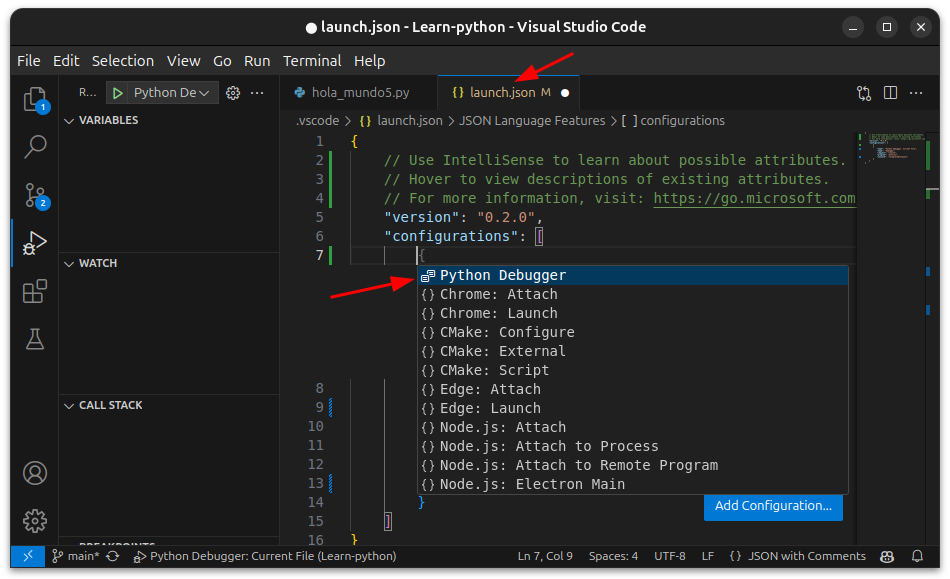 launch.json - Learn-python - Visual Studio Code
File Edit Selection View Go Run Terminal Help
R... Python De
hola_mundo5.py
launch.json M
.vscode > {} launch.json > JSON Language Features > [ ] configurations
VARIABLES
WATCH
CALL STACK
BREAKPOINTS
1
2
1 {
2 // Use IntelliSense to learn about possible attributes.
3 // Hover to view descriptions of existing attributes.
4 // For more information, visit: https://go.microsoft.com
5 "version": "0.2.0",
6 "configurations": [
7 {
Python Debugger
{} Chrome: Attach
{} Chrome: Launch
{} CMake: Configure
{} CMake: External
{} CMake: Script
8 {} Edge: Attach
9 {} Edge: Launch
10 {} Node.js: Attach
11 {} Node.js: Attach to Process
12 {} Node.js: Attach to Remote Program
13 {} Node.js: Electron Main
14 }
Add Configuration...
15 ]
16 }
main* Python Debugger: Current File (Learn-python) Ln 7, Col 9 Spaces: 4 UTF-8 LF {} JSON with Comments